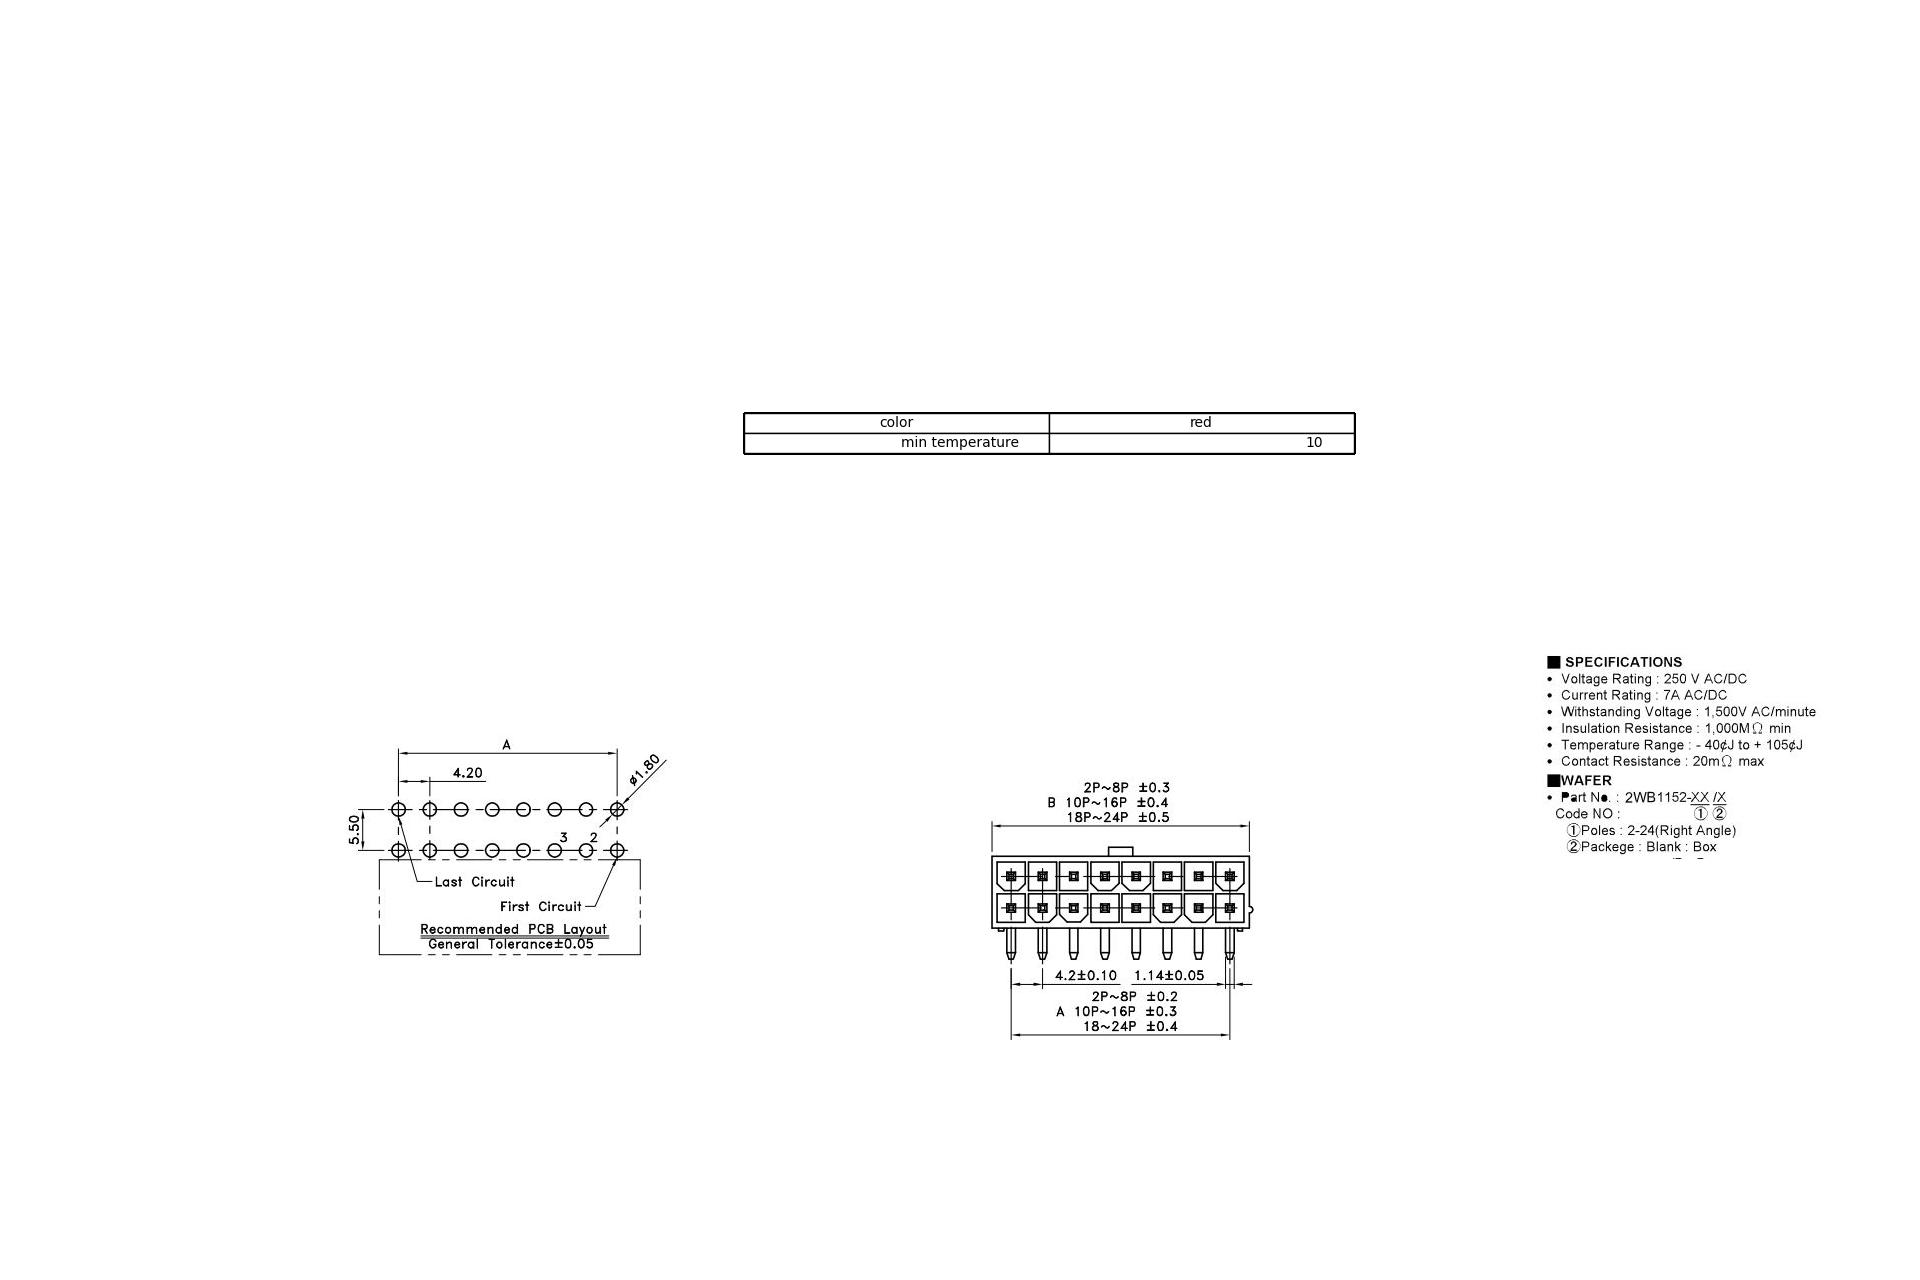 color red
min temperature 10
■ SPECIFICATIONS
• Voltage Rating : 250 V AC/DC
• Current Rating : 7A AC/DC
• Withstanding Voltage : 1,500V AC/minute
• Insulation Resistance : 1,000MΩ min
• Temperature Range : - 40¢J to + 105¢J
• Contact Resistance : 20mΩ max
■WAFER
• Part No. : 2WB1152-XX /X
Code NO : ① ②
①Poles : 2-24(Right Angle)
②Packege : Blank : Box
A
4.20
ø1.80
5.50
3 2
Last Circuit
First Circuit
Recommended PCB Layout
General Tolerance±0.05
2P~8P ±0.3
B 10P~16P ±0.4
18P~24P ±0.5
4.2±0.10 1.14±0.05
2P~8P ±0.2
A 10P~16P ±0.3
18~24P ±0.4